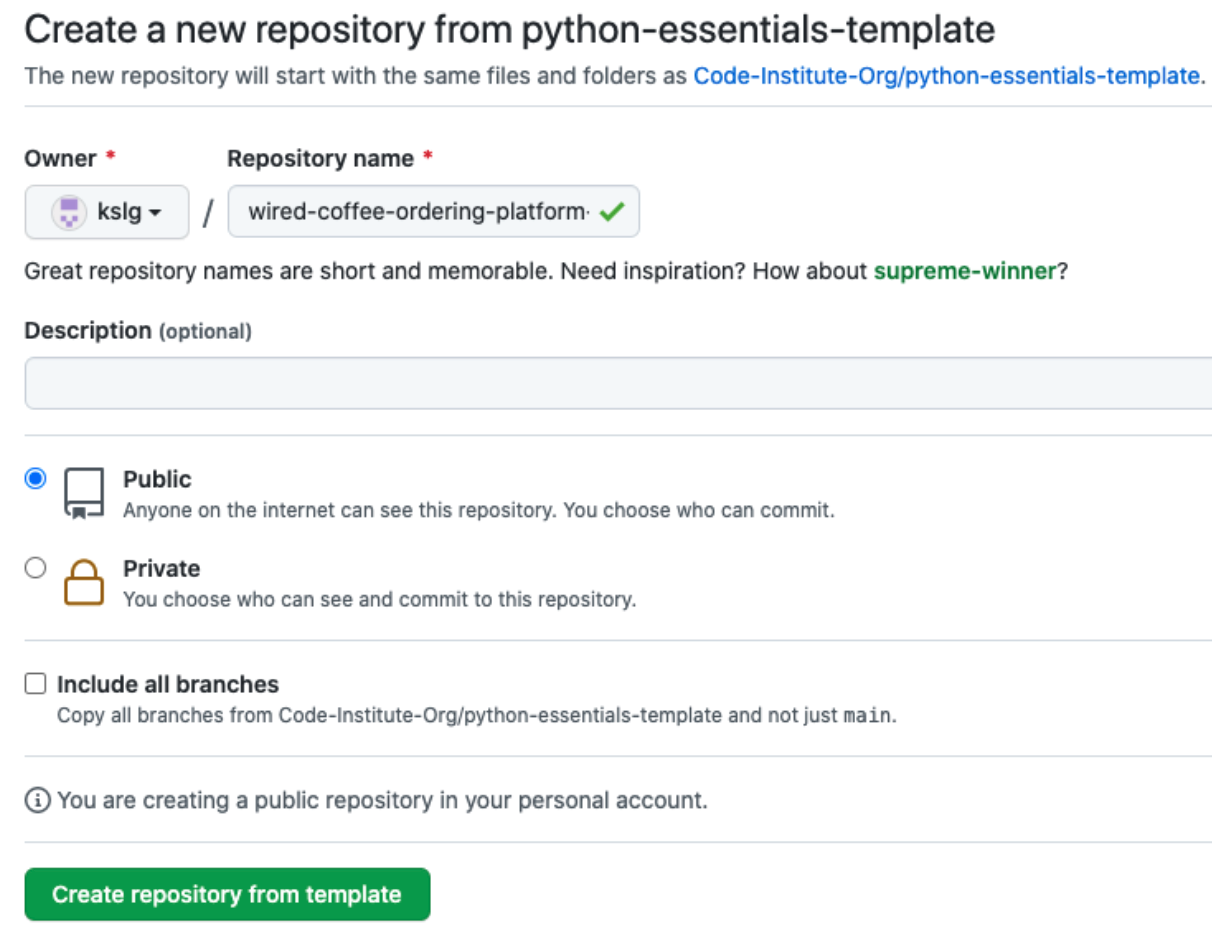 Create a new repository from python-essentials-template
The new repository will start with the same files and folders as Code-Institute-Org/python-essentials-template.
Owner * Repository name *
kslg / wired-coffee-ordering-platform-
Great repository names are short and memorable. Need inspiration? How about supreme-winner?
Description (optional)
Public
Anyone on the internet can see this repository. You choose who can commit.
Private
You choose who can see and commit to this repository.
Include all branches
Copy all branches from Code-Institute-Org/python-essentials-template and not just main.
You are creating a public repository in your personal account.
Create repository from template